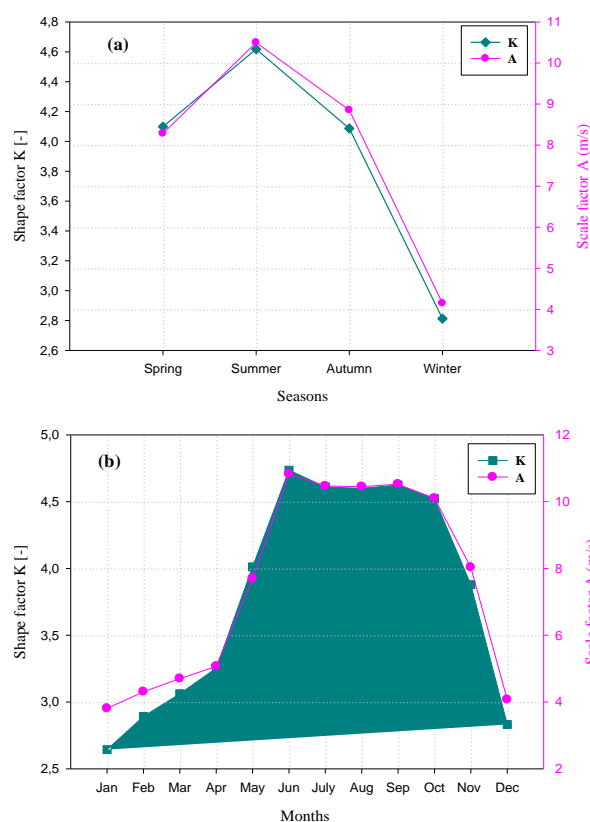 (a)
K
A
4,8
4,6
4,4
4,2
4,0
3,8
3,6
3,4
3,2
3,0
2,8
2,6
Shape factor K [-]
11
10
9
8
7
6
5
4
3
Scale factor A (m/s)
Spring Summer Autumn Winter
Seasons
(b)
K
A
5,0
4,5
4,0
3,5
3,0
2,5
Shape factor K [-]
12
10
8
6
4
2
Scale factor A (m/s)
Jan Feb Mar Apr May Jun July Aug Sep Oct Nov Dec
Months